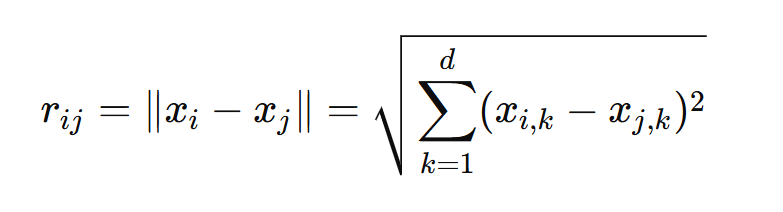 r_{ij} = \|x_i - x_j\| = \sqrt{\sum_{k=1}^{d} (x_{i,k} - x_{j,k})^2}